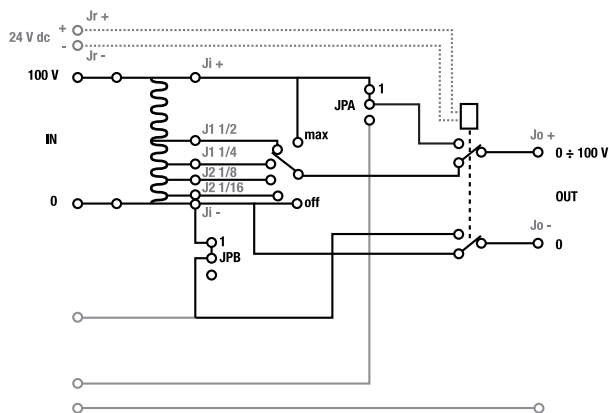 Jr +
24 V dc
+
-
Jr -
100 V
Ji +
1
JPA
J1 1/2
max
J1 1/4
J2 1/8
J2 1/16
IN
0
off
Ji -
1
JPB
Jo +
0 ÷ 100 V
OUT
Jo -
0